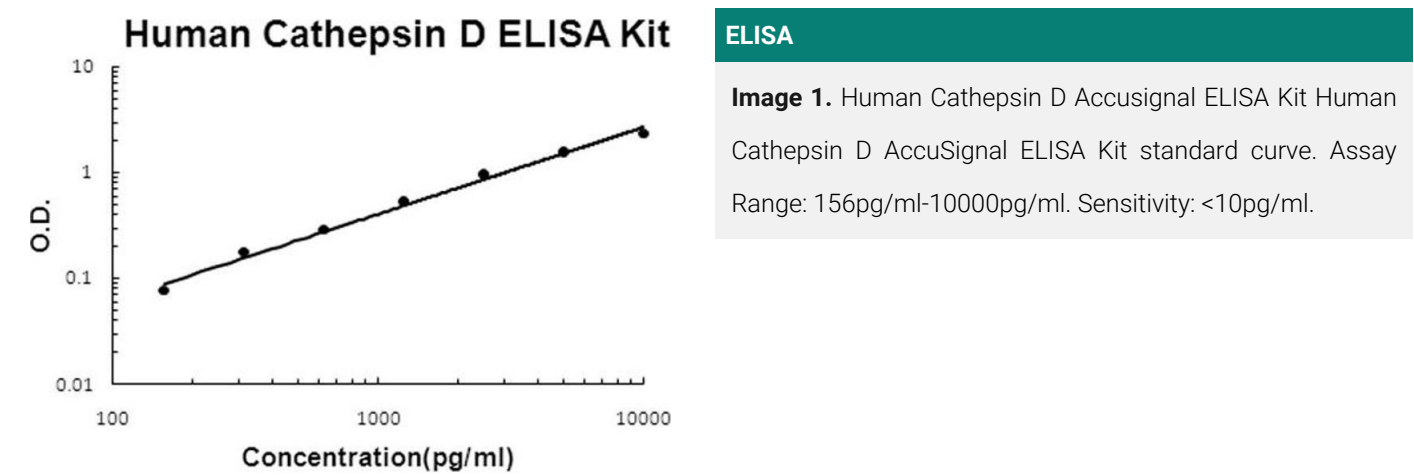 Human Cathepsin D ELISA Kit
10
1
0.1
0.01
O.D.
100
1000
10000
Concentration(pg/ml)
ELISA
Image 1. Human Cathepsin D Accusignal ELISA Kit Human
Cathepsin D AccuSignal ELISA Kit standard curve. Assay
Range: 156pg/ml-10000pg/ml. Sensitivity: <10pg/ml.